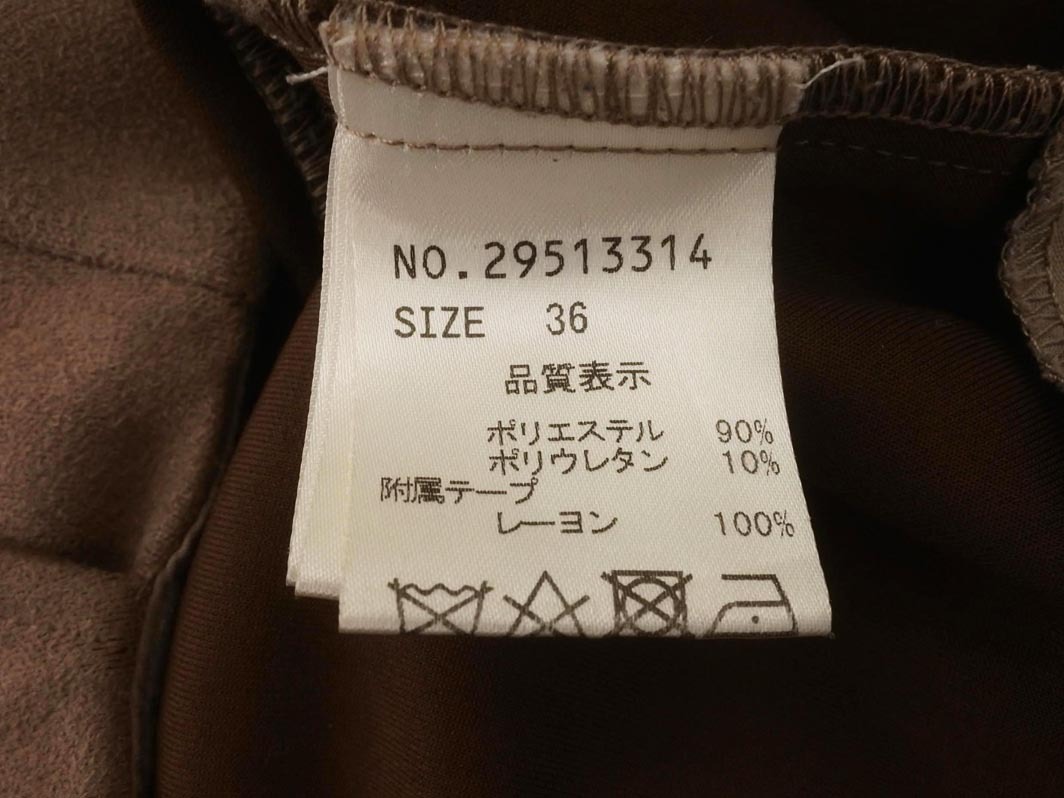 NO.29513314
SIZE 36
品質表示
ポリエステル 90%
ポリウレタン 10%
附属テープ
レーヨン 100%